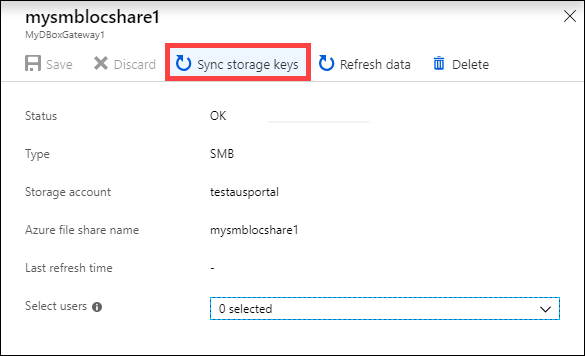 mysmblocshare1
MyDBoxGateway1
Save Discard Sync storage keys Refresh data Delete
Status OK
Type SMB
Storage account testausportal
Azure file share name mysmblocshare1
Last refresh time -
Select users 0 selected